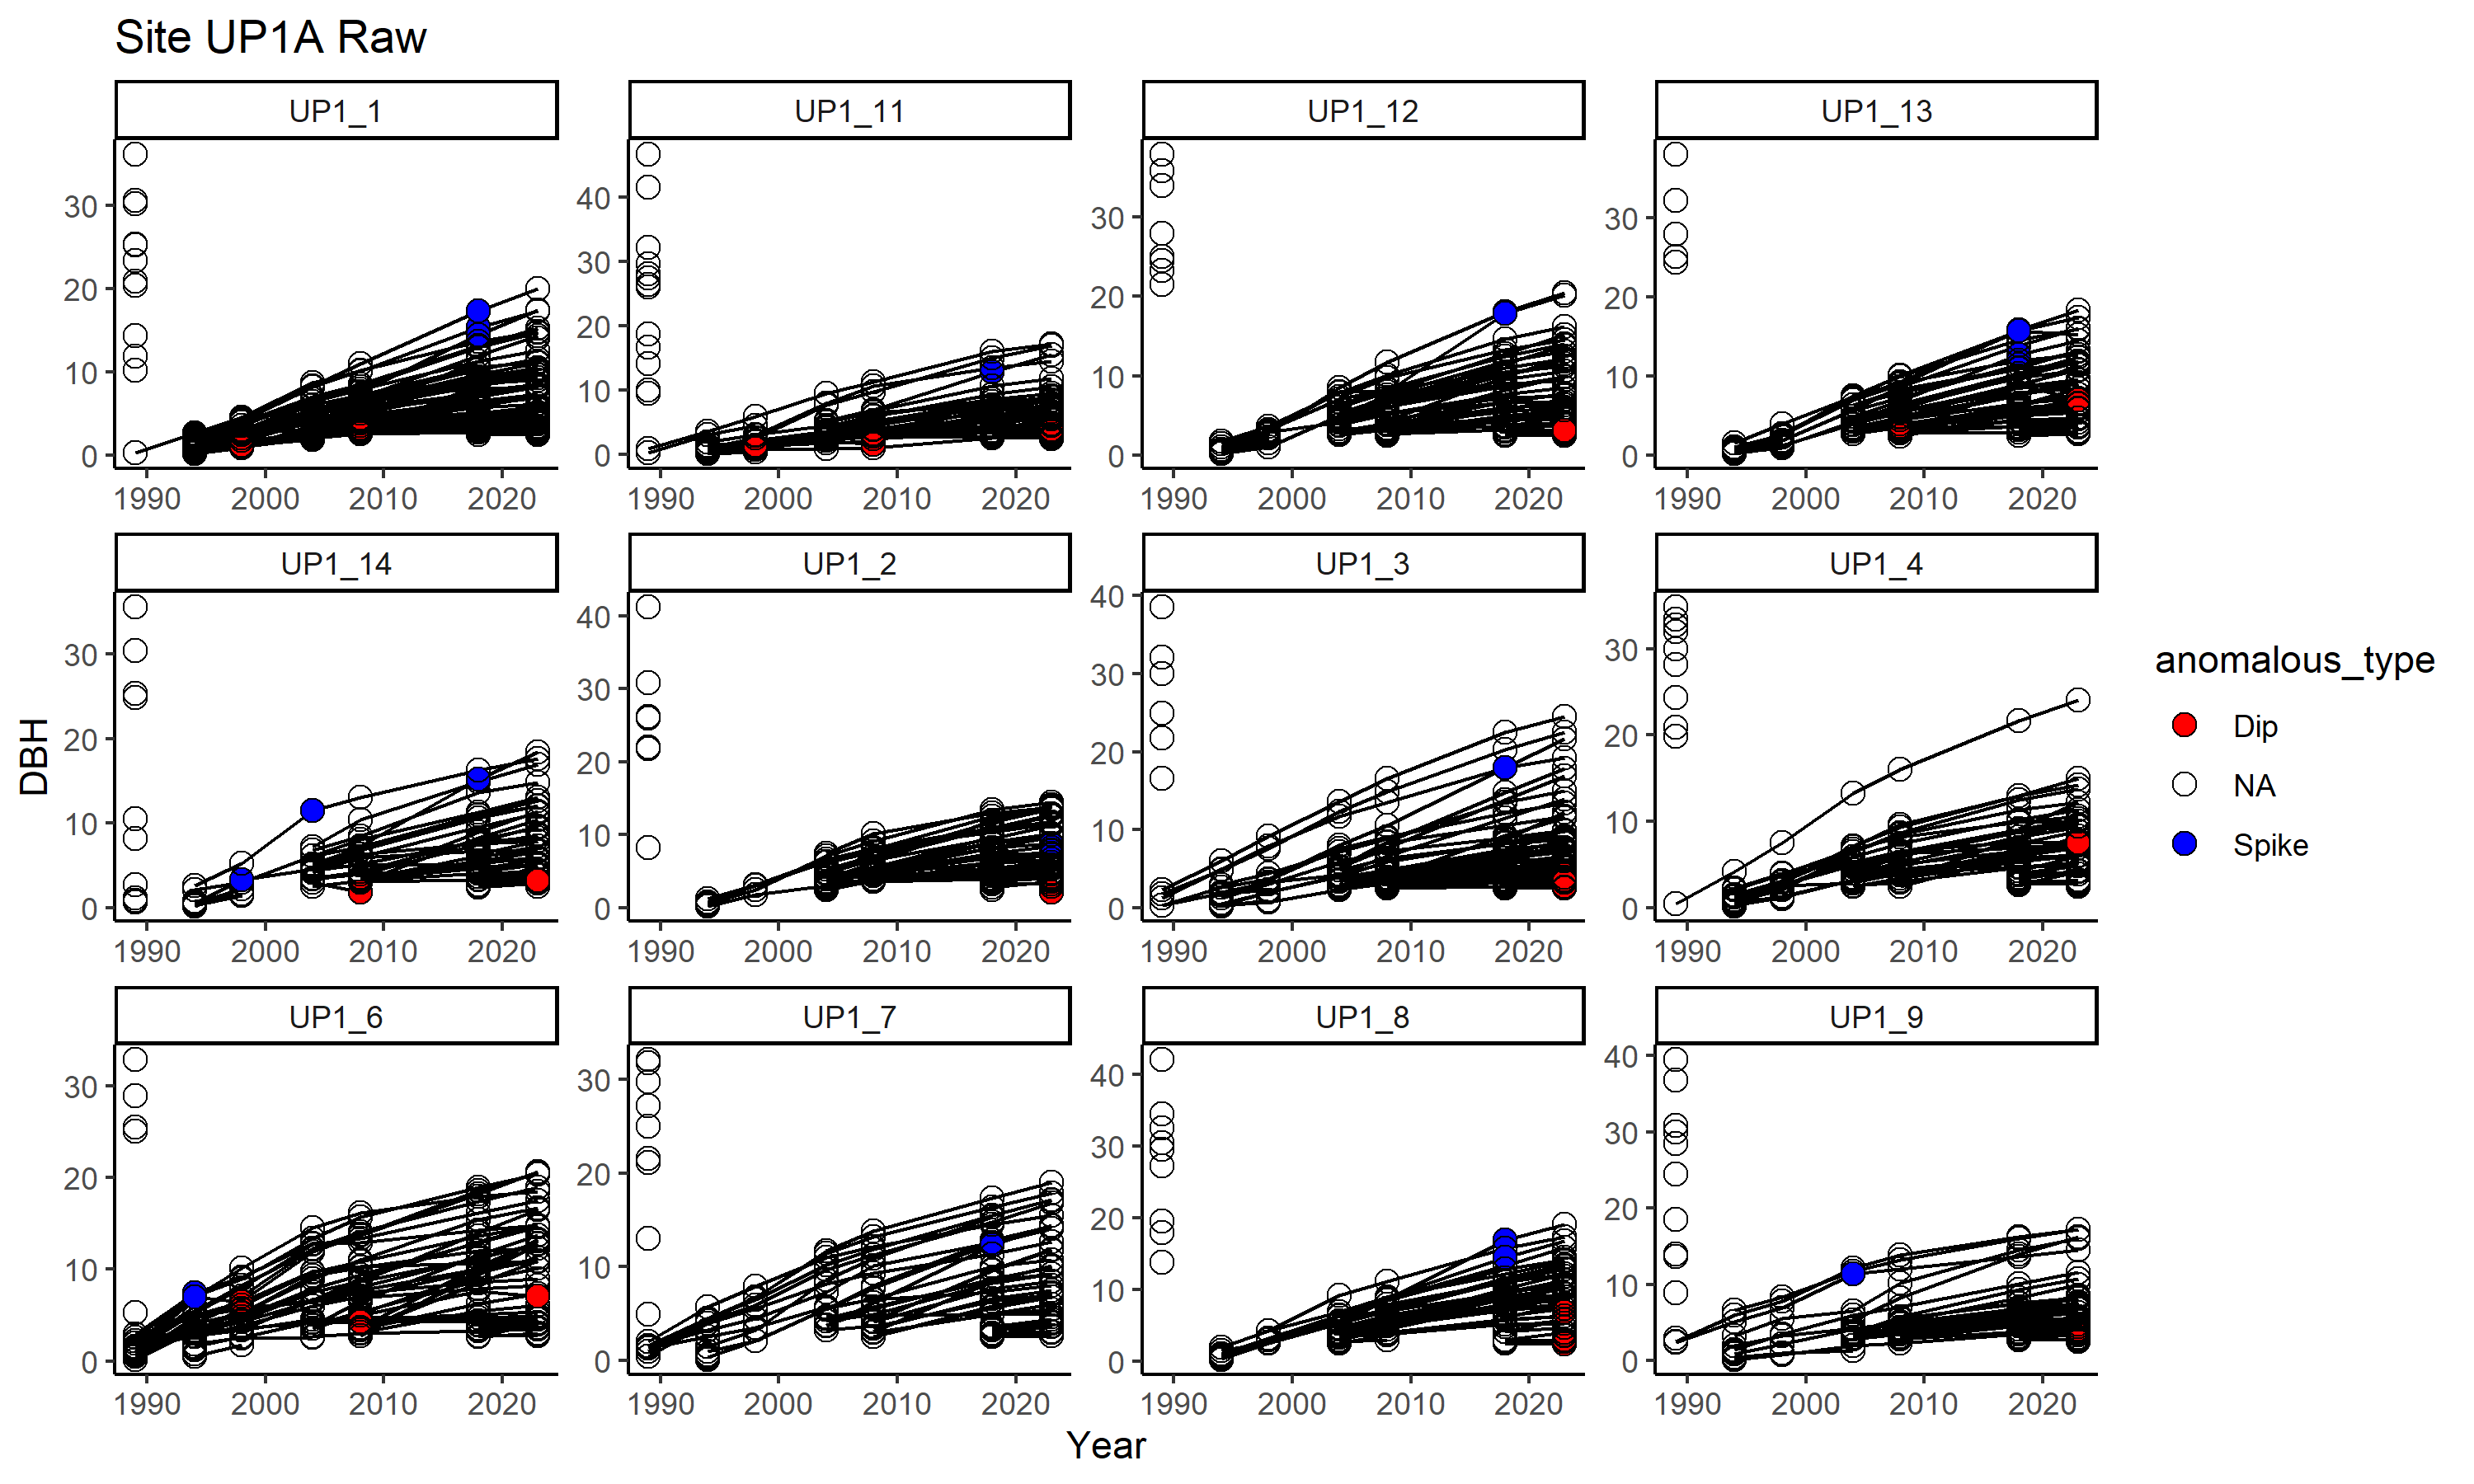 Site UP1A Raw
UP1_1 UP1_11 UP1_12 UP1_13
30 40 30 30
20 30 20 20
10 20 10 10
0 10 0 0
0
1990 2000 2010 2020 1990 2000 2010 2020 1990 2000 2010 2020 1990 2000 2010 2020
UP1_14 UP1_2 UP1_3 UP1_4
30 40 40 30
20 30 30 20
10 20 20 10
0 10 10 0
0 0
1990 2000 2010 2020 1990 2000 2010 2020 1990 2000 2010 2020 1990 2000 2010 2020
UP1_6 UP1_7 UP1_8 UP1_9
30 30 40 40
20 20 30 30
10 10 20 20
0 0 10 10
0 0
1990 2000 2010 2020 1990 2000 2010 2020 1990 2000 2010 2020 1990 2000 2010 2020
DBH
Year
anomalous_type
Dip
NA
Spike